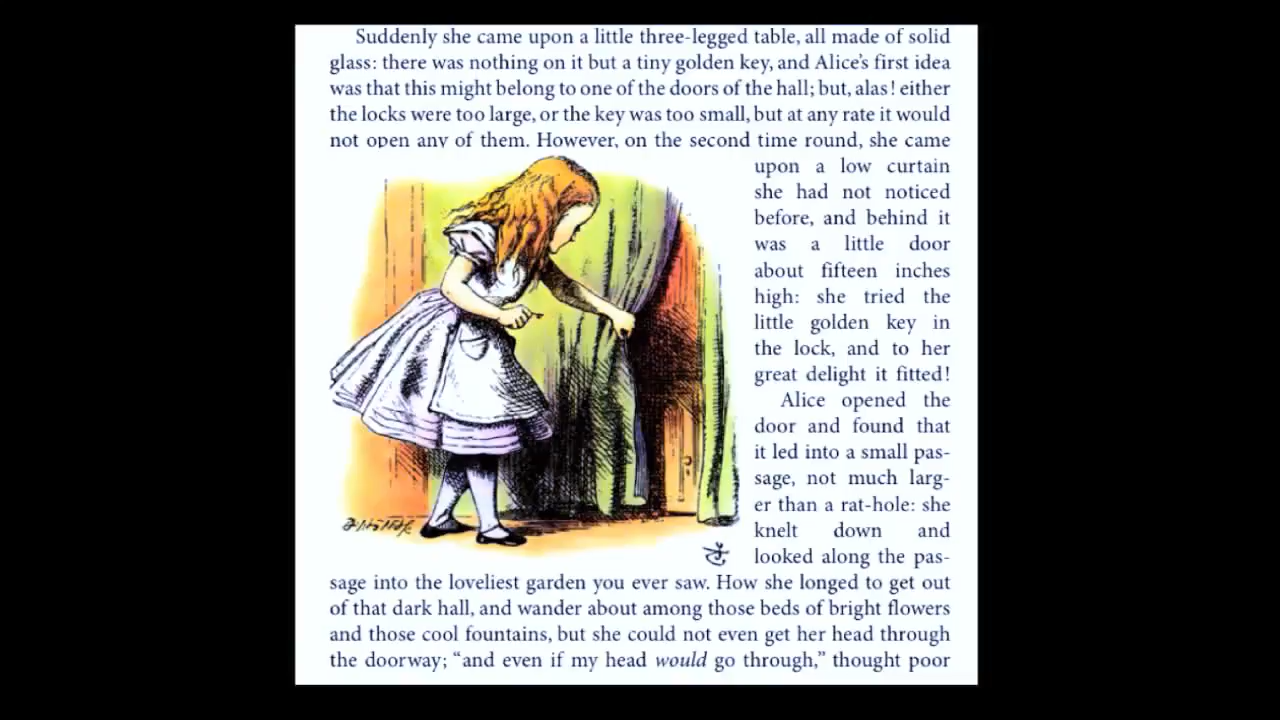 Suddenly she came upon a little three-legged table, all made of solid
glass: there was nothing on it but a tiny golden key, and Alice’s first idea
was that this might belong to one of the doors of the hall; but, alas! either
the locks were too large, or the key was too small, but at any rate it would
not open any of them. However, on the second time round, she came
upon a low curtain
she had not noticed
before, and behind it
was a little door
about fifteen inches
high: she tried the
little golden key in
the lock, and to her
great delight it fitted!
Alice opened the
door and found that
it led into a small pas-
sage, not much larg-
er than a rat-hole: she
knelt down and
looked along the pas-
sage into the loveliest garden you ever saw. How she longed to get out
of that dark hall, and wander about among those beds of bright flowers
and those cool fountains, but she could not even get her head through
the doorway; “and even if my head would go through,” thought poor